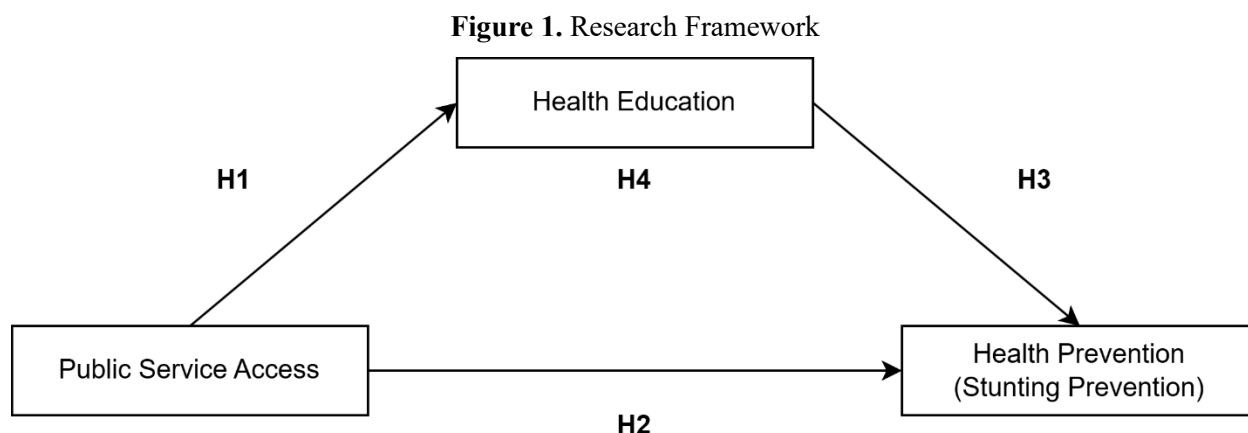 Figure 1. Research Framework
Health Education
H1
H4
H3
Public Service Access
Health Prevention
(Stunting Prevention)
H2